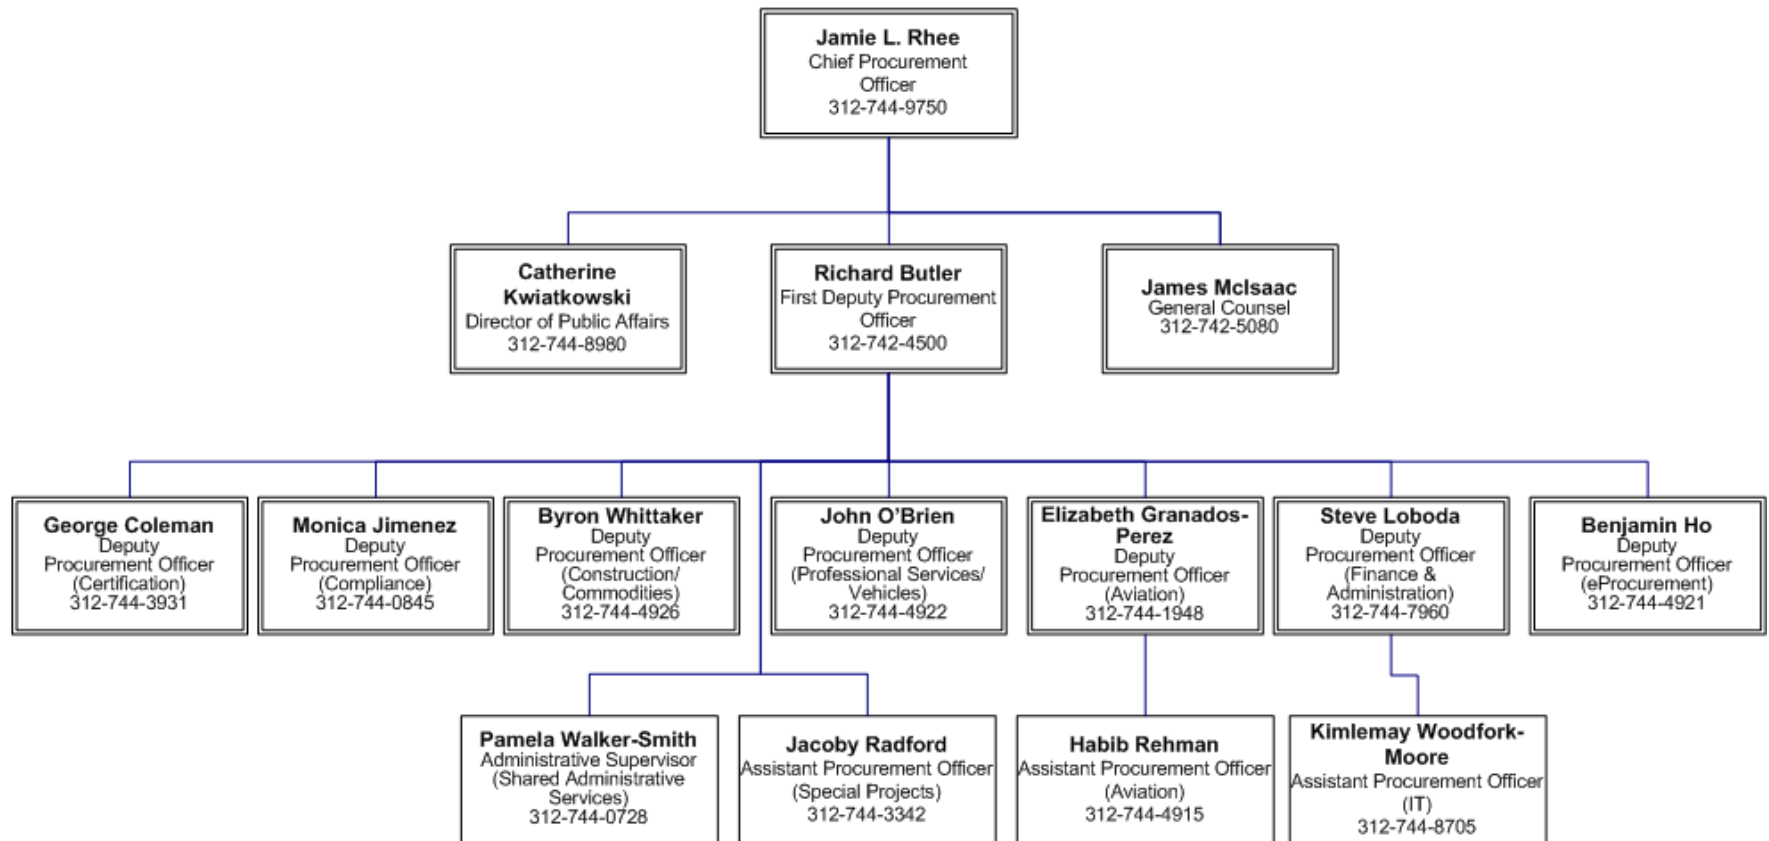 Jamie L. Rhee
Chief Procurement
Officer
312-744-9750
Catherine
Kwiatkowski
Director of Public Affairs
312-744-8980
Richard Butler
First Deputy Procurement
Officer
312-742-4500
James McIsaac
General Counsel
312-742-5080
George Coleman
Deputy
Procurement Officer
(Certification)
312-744-3931
Monica Jimenez
Deputy
Procurement Officer
(Compliance)
312-744-0845
Byron Whittaker
Deputy
Procurement Officer
(Construction/
Commodities)
312-744-4926
John O’Brien
Deputy
Procurement Officer
(Professional Services/
Vehicles)
312-744-4922
Elizabeth Granados-
Perez
Deputy
Procurement Officer
(Aviation)
312-744-1948
Steve Loboda
Deputy
Procurement Officer
(Finance &
Administration)
312-744-7960
Benjamin Ho
Deputy
Procurement Officer
(eProcurement)
312-744-4921
Pamela Walker-Smith
Administrative Supervisor
(Shared Administrative
Services)
312-744-0728
Jacoby Radford
Assistant Procurement Officer
(Special Projects)
312-744-3342
Habib Rehman
Assistant Procurement Officer
(Aviation)
312-744-4915
Kimlemay Woodfork-
Moore
Assistant Procurement Officer
(IT)
312-744-8705